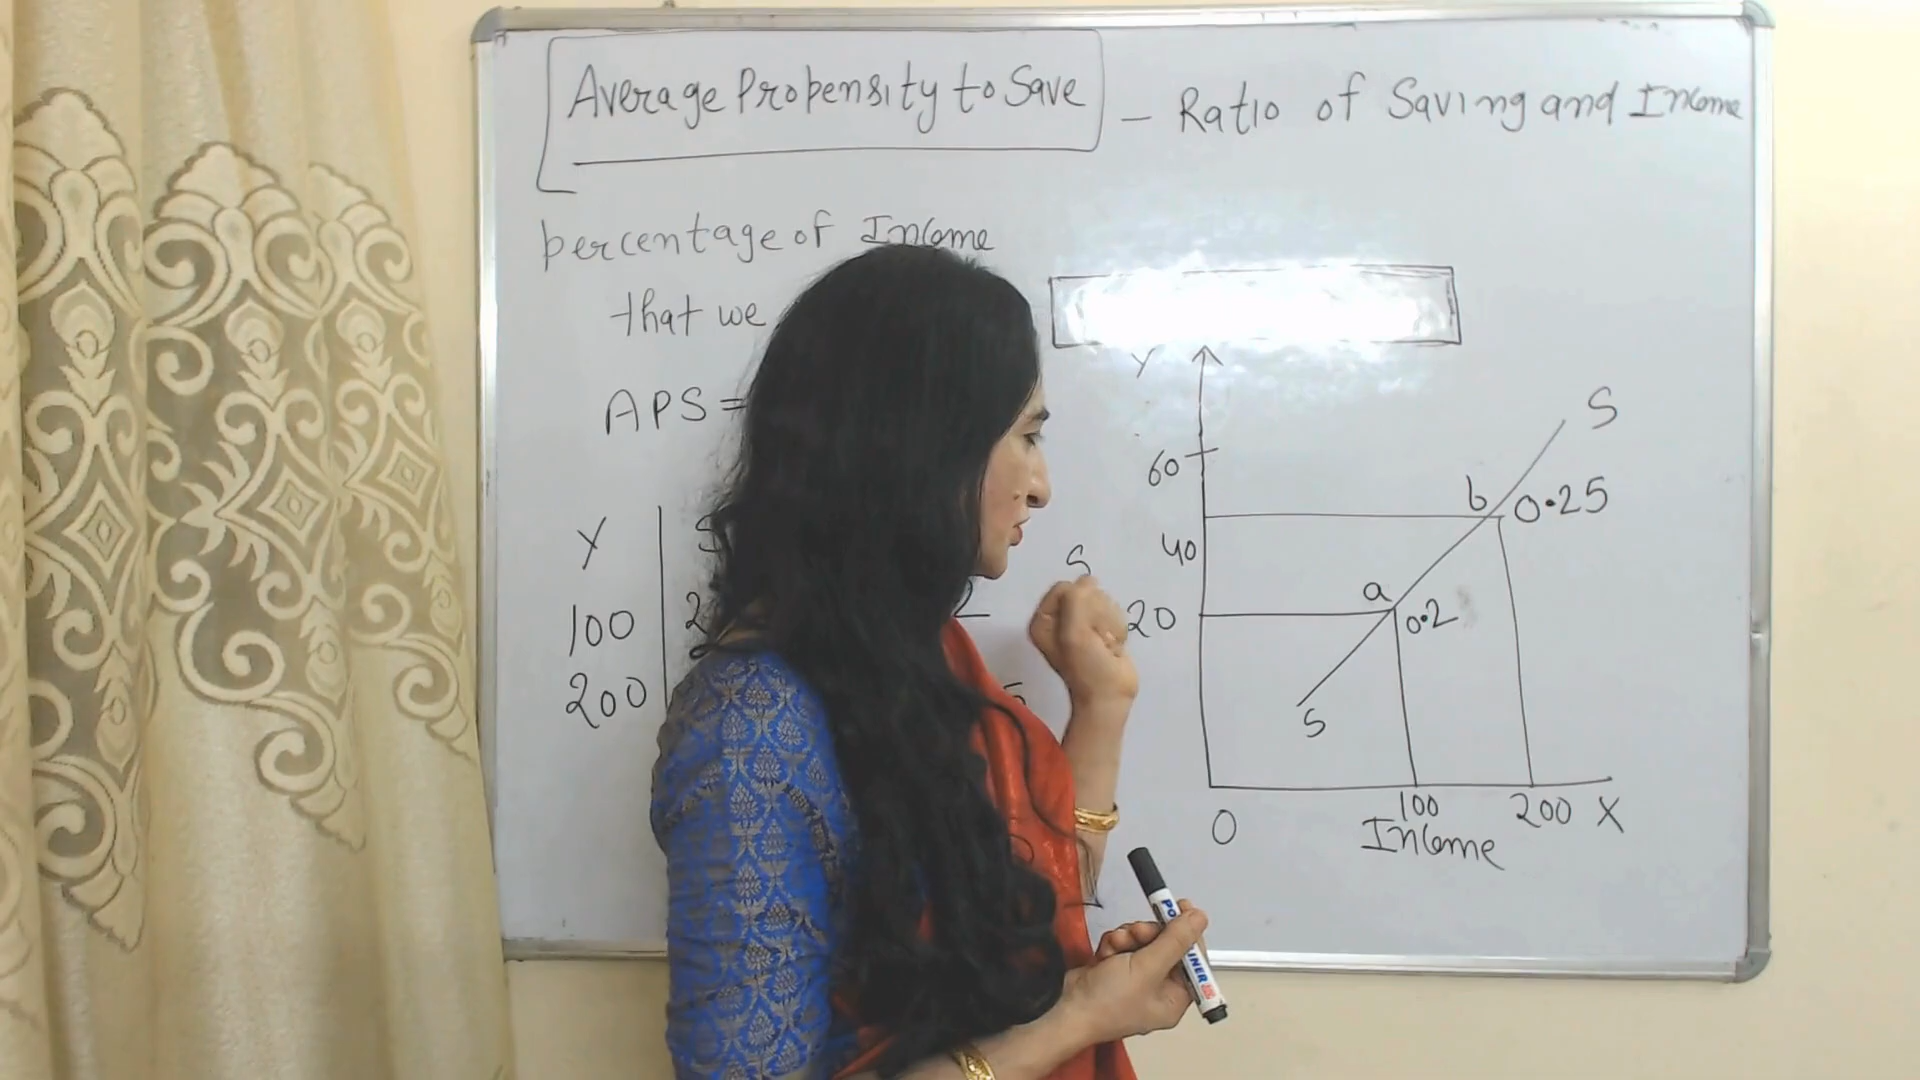 Average Propensity to Save - Ratio of Saving and Income
percentage of Income
that we
APS =
Y S
100
200
Y
60
40
20
S
S
b 0.25
a 0.2
S
0 100 200 X
Income